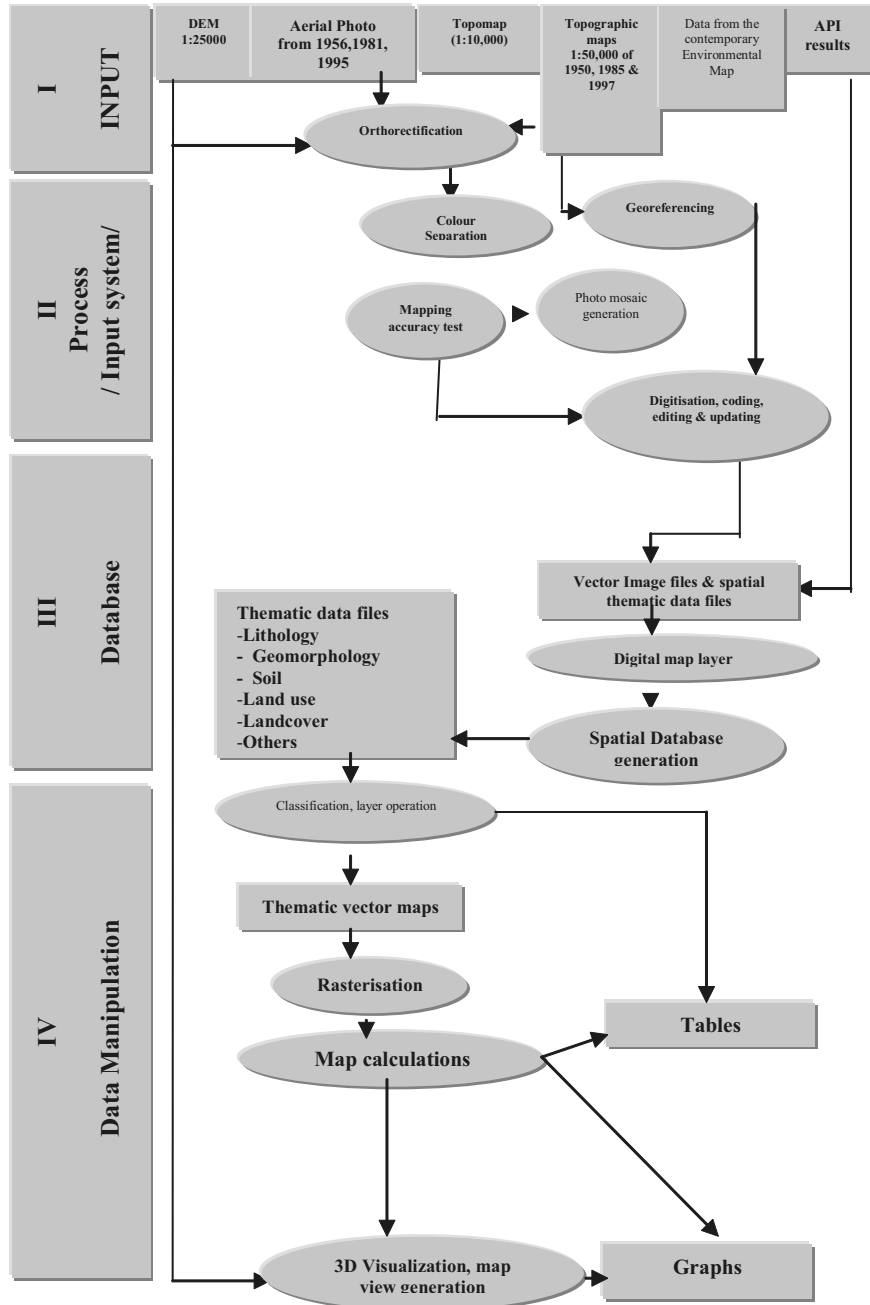 DEM
1:25000
Aerial Photo
from 1956,1981,
1995
Topomap
(1:10,000)
Topographic
maps
1:50,000 of
1950, 1985 &
1997
Data from the
contemporary
Environmental
Map
API
results
I
INPUT
Orthorectification
II
Process
/ Input system/
Colour
Separation
Georeferencing
Mapping
accuracy test
Photo mosaic
generation
Digitisation, coding,
editing & updating
III
Database
Vector Image files & spatial
thematic data files
Thematic data files
-Lithology
- Geomorphology
- Soil
-Land use
-Landcover
-Others
Digital map layer
Spatial Database
generation
IV
Data Manipulation
Classification, layer operation
Thematic vector maps
Rasterisation
Tables
Map calculations
3D Visualization, map
view generation
Graphs